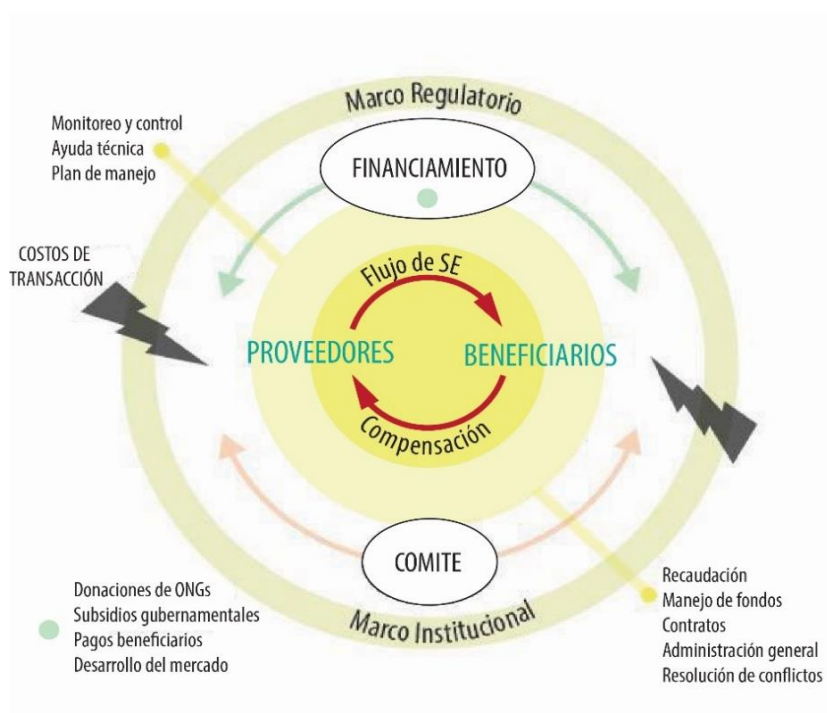 Marco Regulatorio
Monitoreo y control
Ayuda técnica
Plan de manejo
FINANCIAMIENTO
COSTOS DE
TRANSACCIÓN
Flujo de SE
PROVEEDORES
BENEFICIARIOS
Compensación
COMITE
Marco Institucional
Donaciones de ONGs
Subsidios gubernamentales
Pagos beneficiarios
Desarrollo del mercado
Recaudación
Manejo de fondos
Contratos
Administración general
Resolución de conflictos